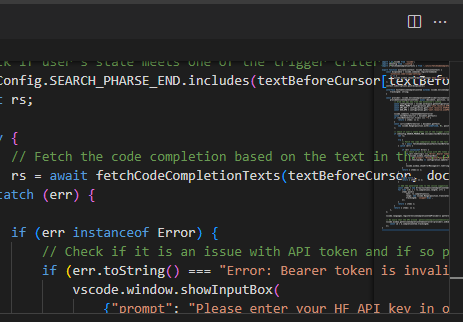 ck if user's state meets one of the trigger criter
Config.SEARCH_PHARSE_END.includes(textBeforeCursor[textBefo
t rs;
y {
// Fetch the code completion based on the text in the
rs = await fetchCodeCompletionTexts(textBeforeCursor, doc
catch (err) {
if (err instanceof Error) {
// Check if it is an issue with API token and if so p
if (err.toString() === "Error: Bearer token is invali
vscode.window.showInputBox(
{"prompt": "Please enter your HF API key in o